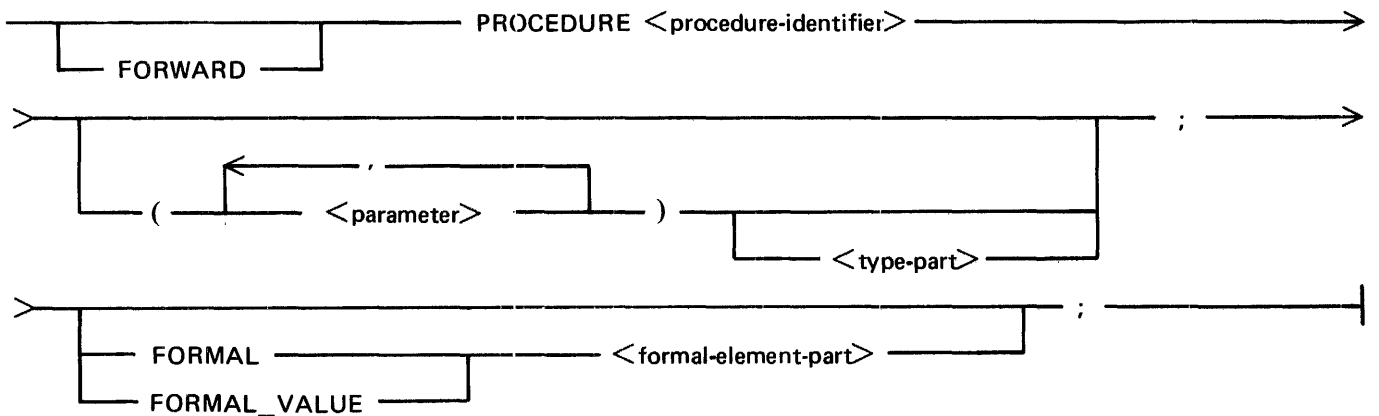 PROCEDURE <procedure-identifier>
FORWARD
;
,
( <parameter> )
<type-part>
;
FORMAL <formal-element-part>
FORMAL_VALUE